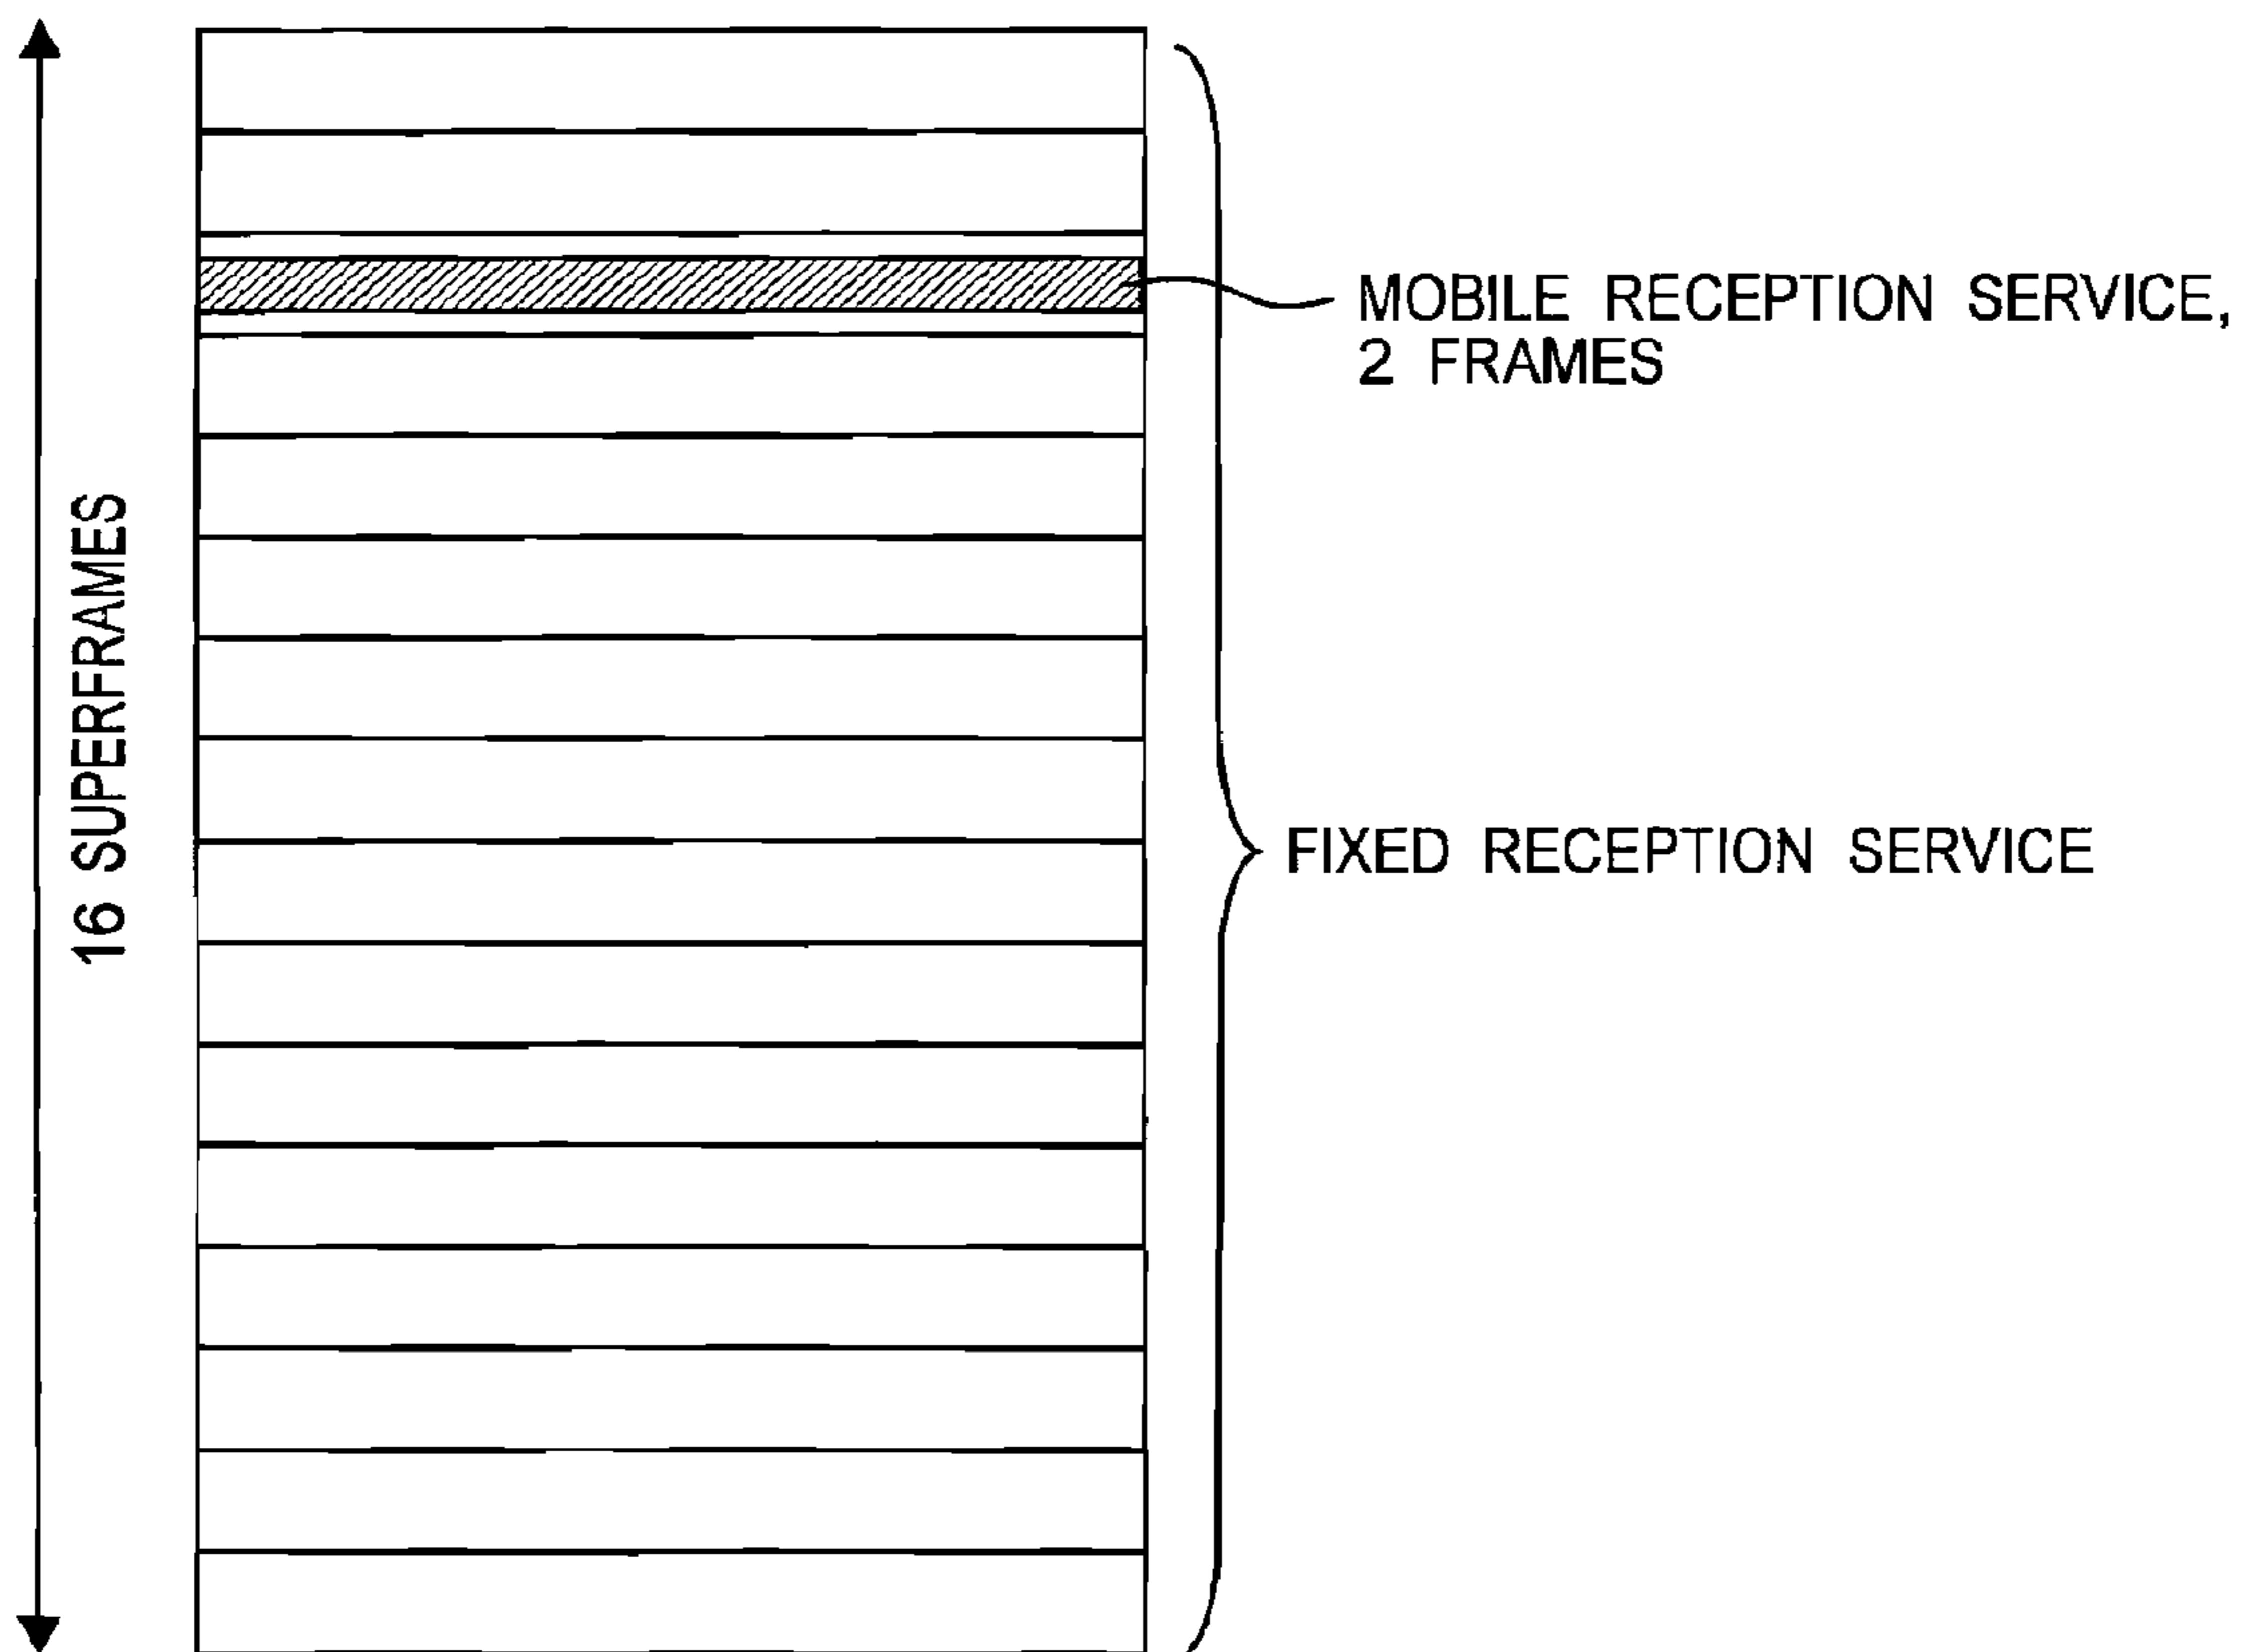 16 SUPERFRAMES
MOBILE RECEPTION SERVICE,
2 FRAMES
FIXED RECEPTION SERVICE